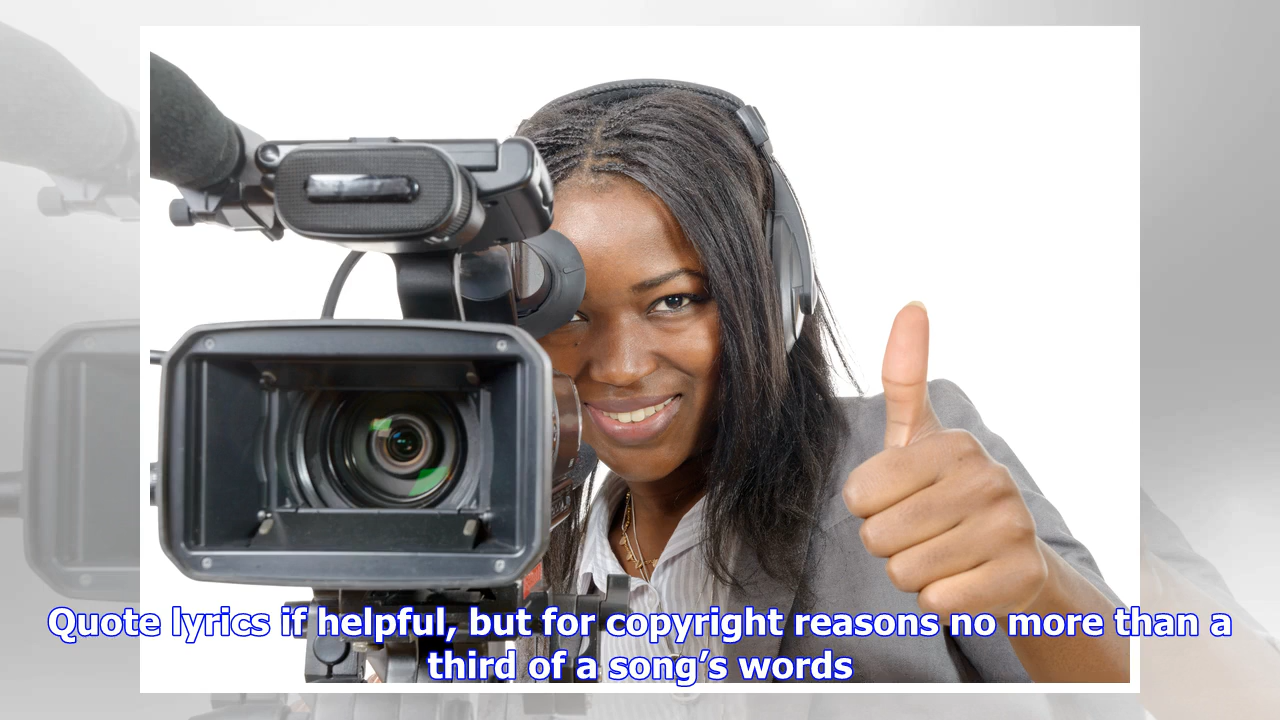 Quote lyrics if helpful, but for copyright reasons no more than a
third of a song’s words